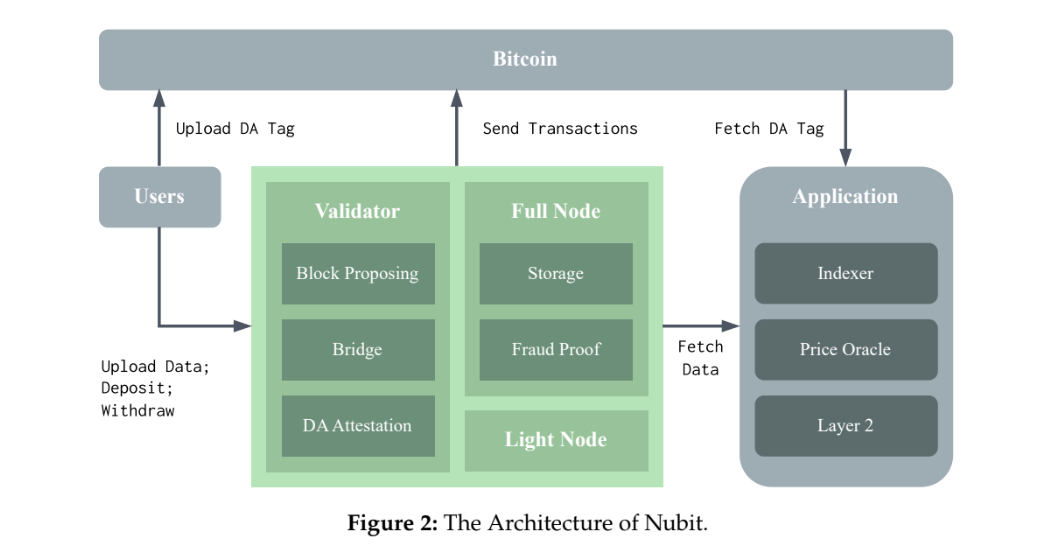 Bitcoin
Upload DA Tag
Send Transactions
Fetch DA Tag
Users
Validator
Block Proposing
Bridge
DA Attestation
Full Node
Storage
Fraud Proof
Light Node
Application
Indexer
Price Oracle
Layer 2
Upload Data;
Deposit;
Withdraw
Fetch
Data
Figure 2: The Architecture of Nubit.